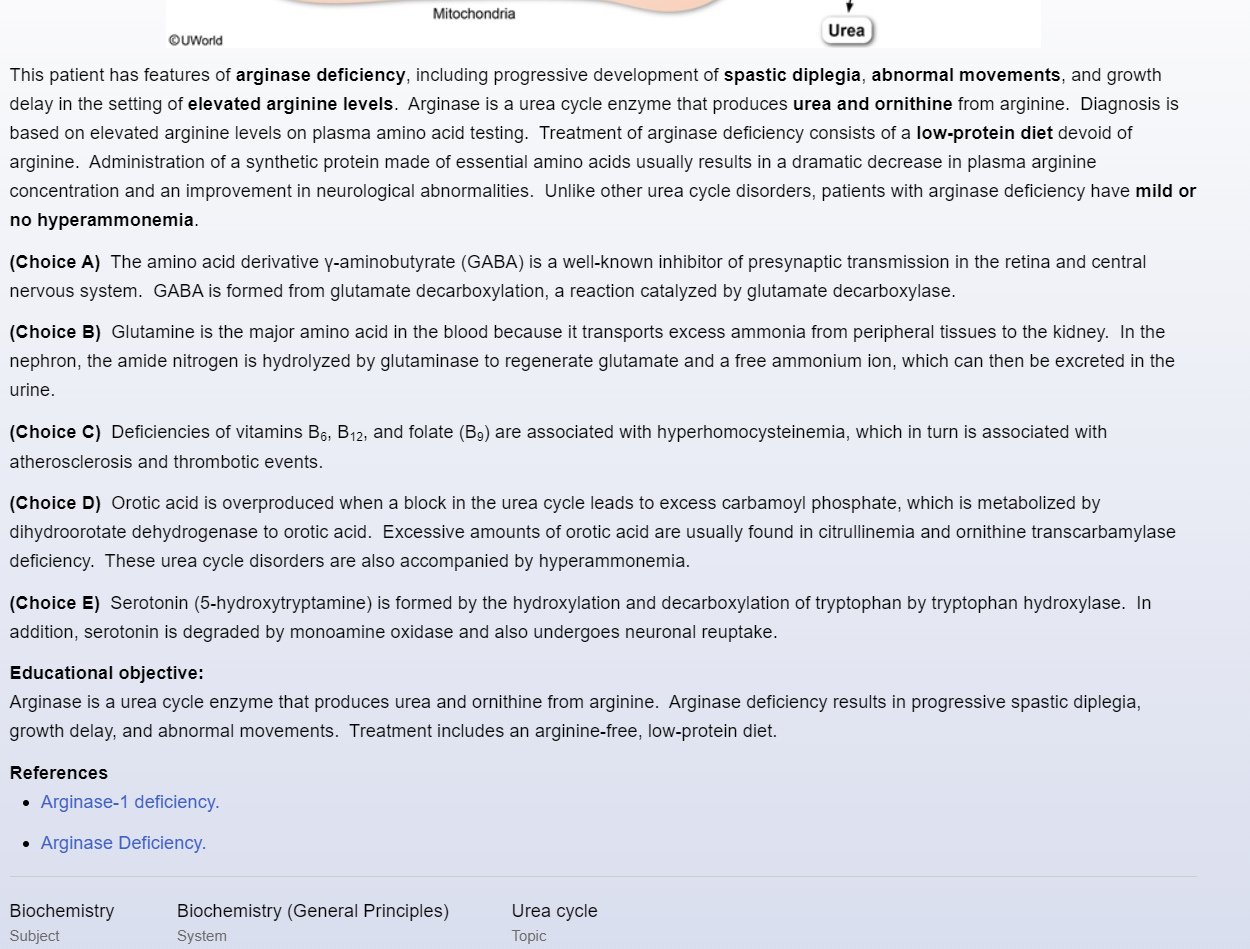 Mitochondria
Urea
©UWorld
This patient has features of arginase deficiency, including progressive development of spastic diplegia, abnormal movements, and growth
delay in the setting of elevated arginine levels.  Arginase is a urea cycle enzyme that produces urea and ornithine from arginine.  Diagnosis is
based on elevated arginine levels on plasma amino acid testing.  Treatment of arginase deficiency consists of a low-protein diet devoid of
arginine.  Administration of a synthetic protein made of essential amino acids usually results in a dramatic decrease in plasma arginine
concentration and an improvement in neurological abnormalities.  Unlike other urea cycle disorders, patients with arginase deficiency have mild or
no hyperammonemia.
(Choice A)  The amino acid derivative γ-aminobutyrate (GABA) is a well-known inhibitor of presynaptic transmission in the retina and central
nervous system.  GABA is formed from glutamate decarboxylation, a reaction catalyzed by glutamate decarboxylase.
(Choice B)  Glutamine is the major amino acid in the blood because it transports excess ammonia from peripheral tissues to the kidney.  In the
nephron, the amide nitrogen is hydrolyzed by glutaminase to regenerate glutamate and a free ammonium ion, which can then be excreted in the
urine.
(Choice C)  Deficiencies of vitamins B₆, B₁₂, and folate (B₉) are associated with hyperhomocysteinemia, which in turn is associated with
atherosclerosis and thrombotic events.
(Choice D)  Orotic acid is overproduced when a block in the urea cycle leads to excess carbamoyl phosphate, which is metabolized by
dihydroorotate dehydrogenase to orotic acid.  Excessive amounts of orotic acid are usually found in citrullinemia and ornithine transcarbamylase
deficiency.  These urea cycle disorders are also accompanied by hyperammonemia.
(Choice E)  Serotonin (5-hydroxytryptamine) is formed by the hydroxylation and decarboxylation of tryptophan by tryptophan hydroxylase.  In
addition, serotonin is degraded by monoamine oxidase and also undergoes neuronal reuptake.
Educational objective:
Arginase is a urea cycle enzyme that produces urea and ornithine from arginine.  Arginase deficiency results in progressive spastic diplegia,
growth delay, and abnormal movements.  Treatment includes an arginine-free, low-protein diet.
References
• Arginase-1 deficiency.
• Arginase Deficiency.
Biochemistry Biochemistry (General Principles) Urea cycle
Subject System Topic